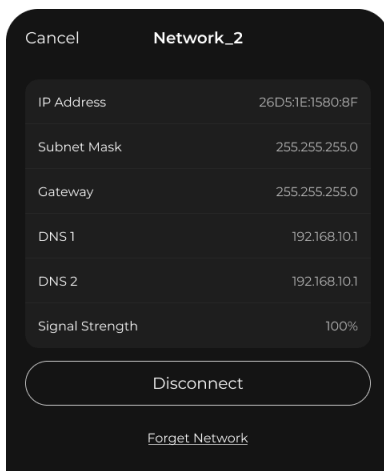 Cancel Network_2
IP Address 26D5:1E:1580:8F
Subnet Mask 255.255.255.0
Gateway 255.255.255.0
DNS 1 192.168.10.1
DNS 2 192.168.10.1
Signal Strength 100%
Disconnect
Forget Network